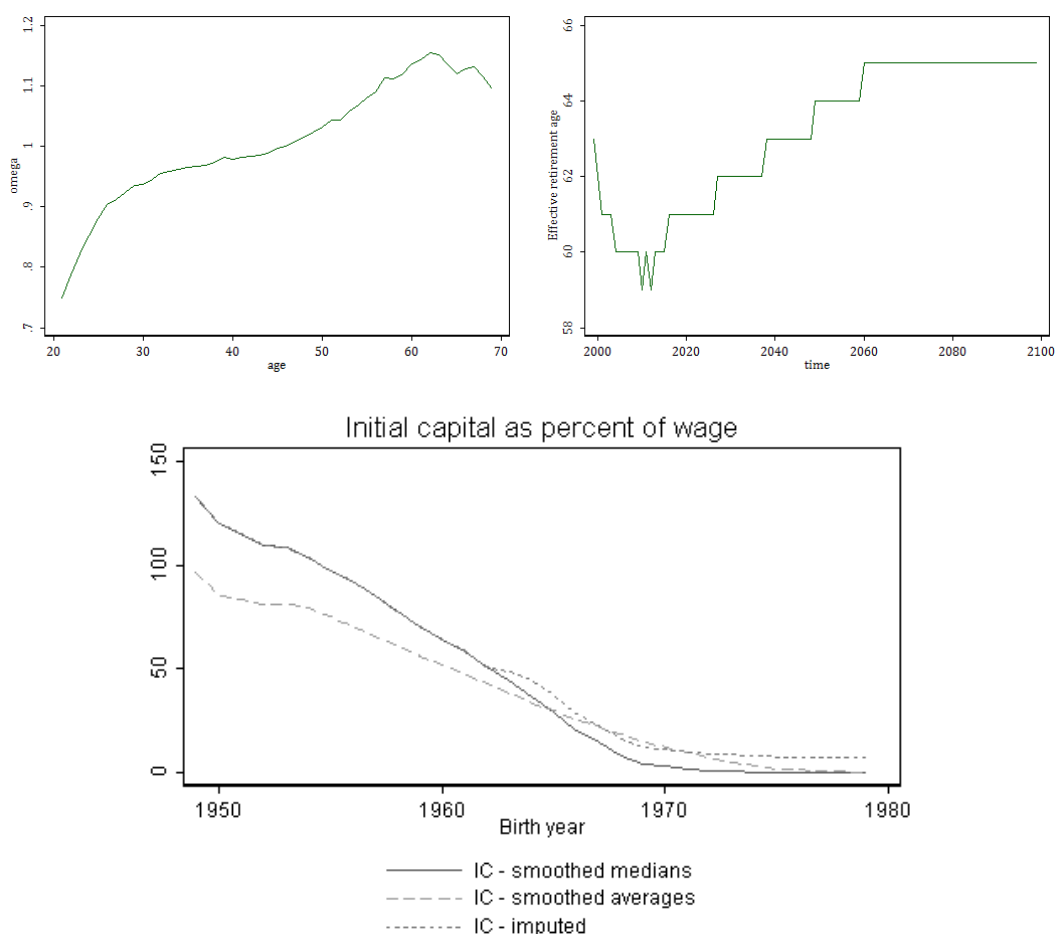 omega
.7 .8 .9 1 1.1 1.2
20 30 40 50 60 70
age
Effective retirement age
58 60 62 64 66
2000 2020 2040 2060 2080 2100
time
Initial capital as percent of wage
0 50 100 150
1950 1960 1970 1980
Birth year
IC - smoothed medians
IC - smoothed averages
IC - imputed